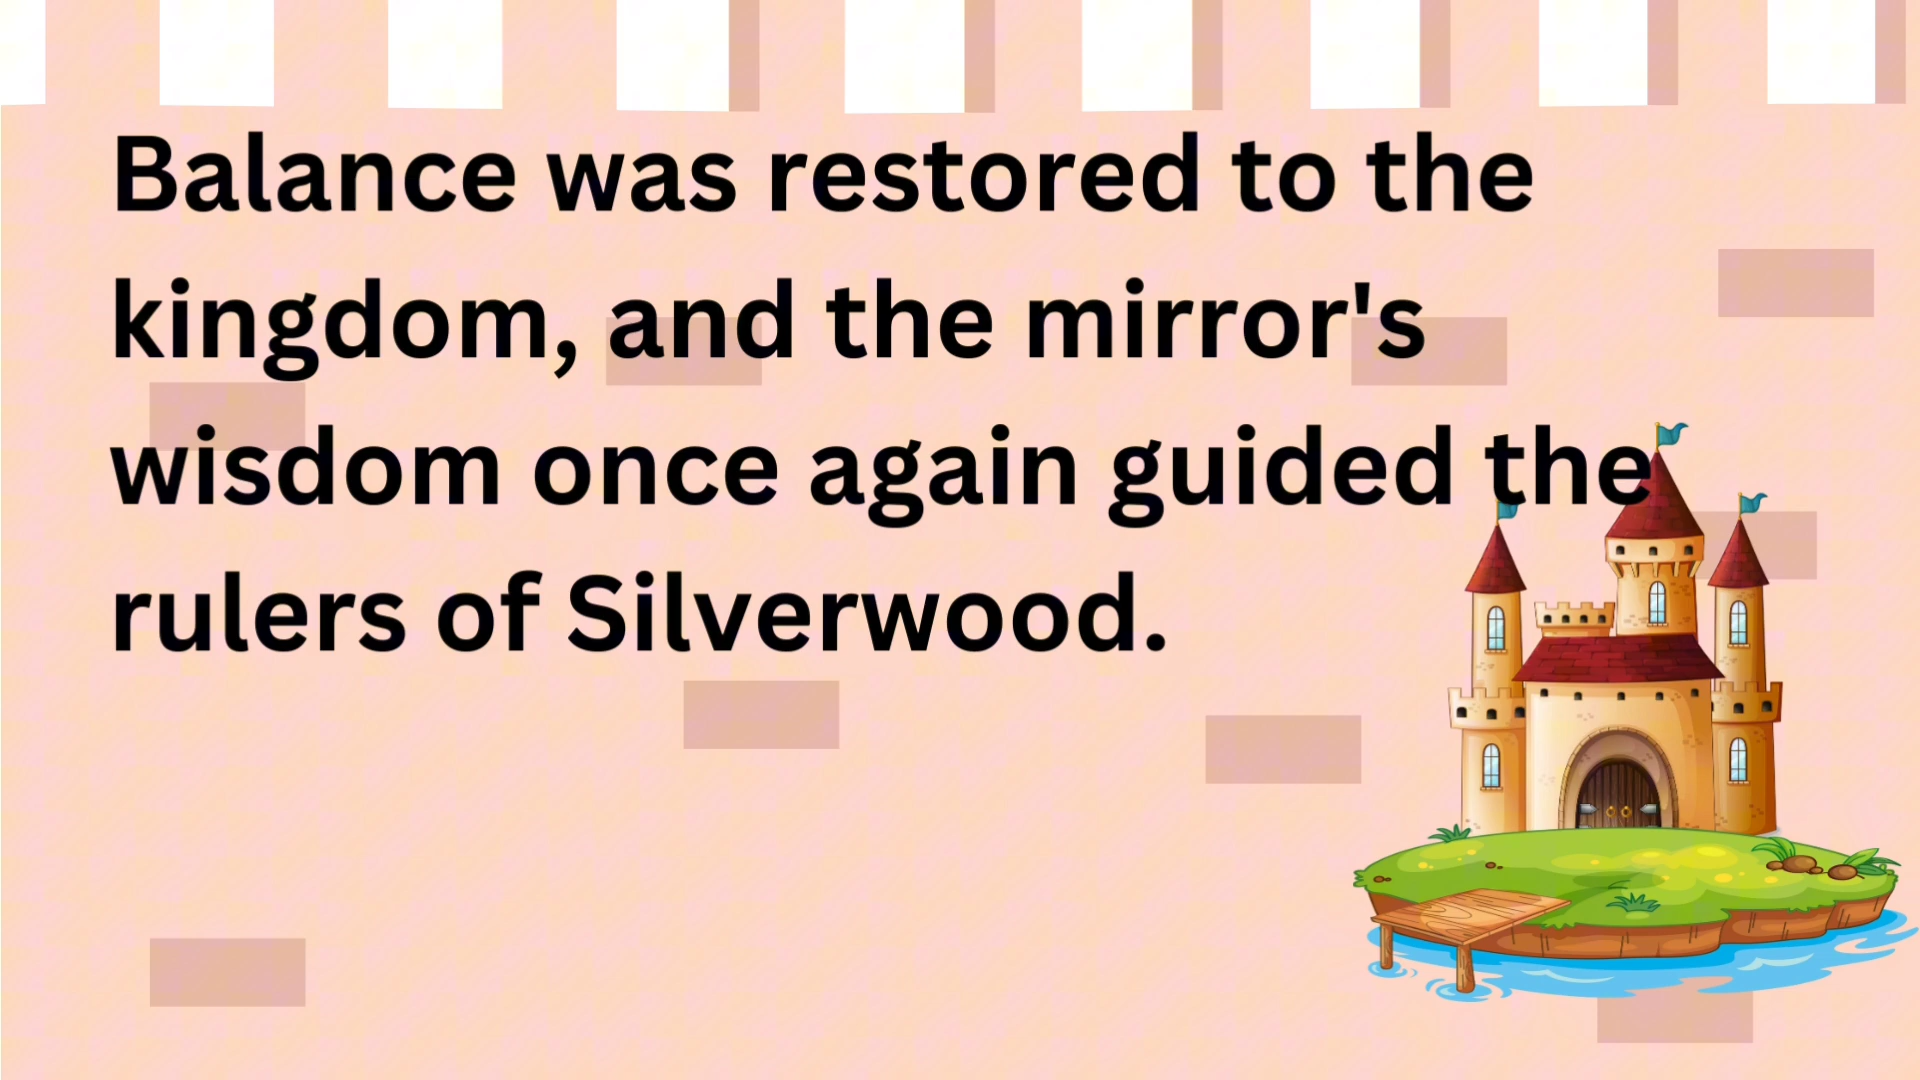 Balance was restored to the
kingdom, and the mirror's
wisdom once again guided the
rulers of Silverwood.